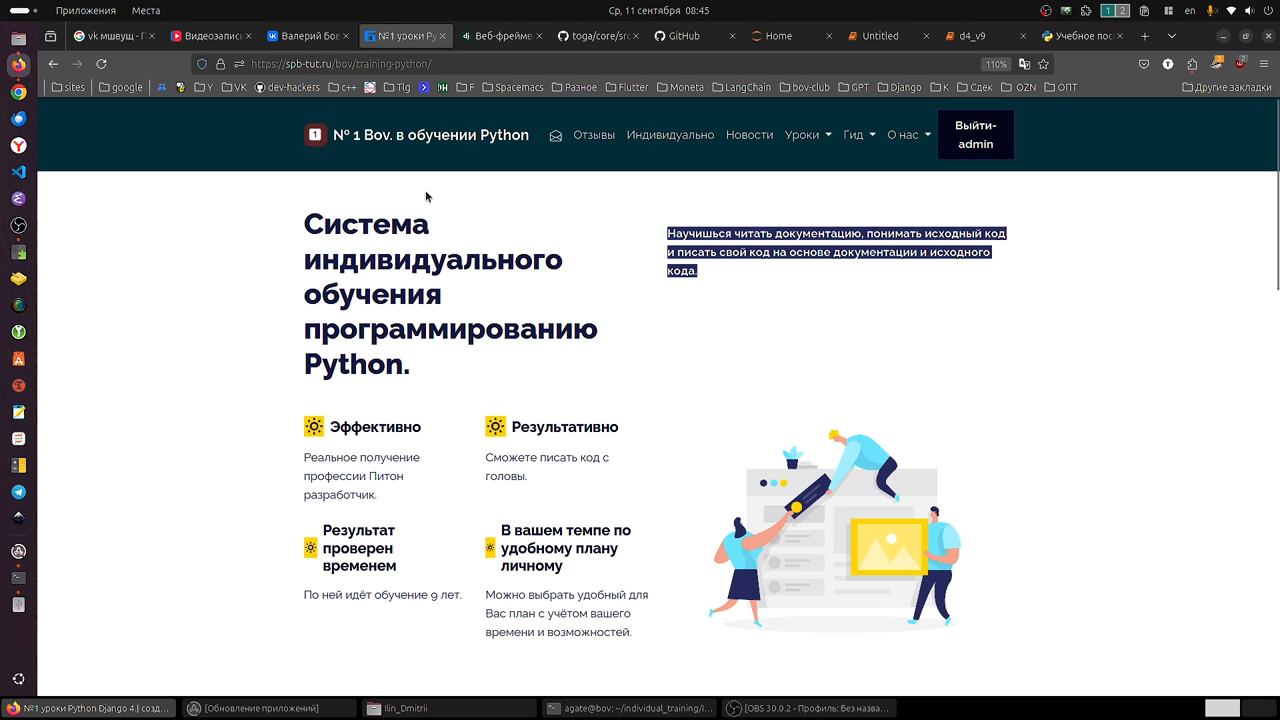 Приложения Места
Ср, 11 сентября 08:45
1 2
en
vk мшвущ - П
Видеозапис
Валерий Бов
№1 уроки Py
Веб-фреймв
toga/core/src
GitHub
Home
Untitled
d4_v9
Учебное пос
https://spb-tut.ru/bov/training-python/
110%
sites google Y VK dev-hackers c++ Tlg H F Spacemacs Разное Flutter Moneta LangChain bov-club GPT Django K Сдек OZN ОПТ Другие закладки
1 № 1 Bov. в обучении Python
Отзывы Индивидуально Новости Уроки Гид О нас
Выйти-
admin
Система
индивидуального
обучения
программированию
Python.
Научишься читать документацию, понимать исходный код
и писать свой код на основе документации и исходного
кода.
Эффективно
Реальное получение
профессии Питон
разработчик.
Результативно
Сможете писать код с
головы.
Результат
проверен
временем
По ней идёт обучение 9 лет.
В вашем темпе по
удобному плану
личному
Можно выбрать удобный для
Вас план с учётом вашего
времени и возможностей.
№1 уроки Python Django 4.| созд...
[Обновление приложений]
Ilin_Dmitrii
agate@bov: ~/individual_training/I...
[OBS 30.0.2 - Профиль: Без назва...